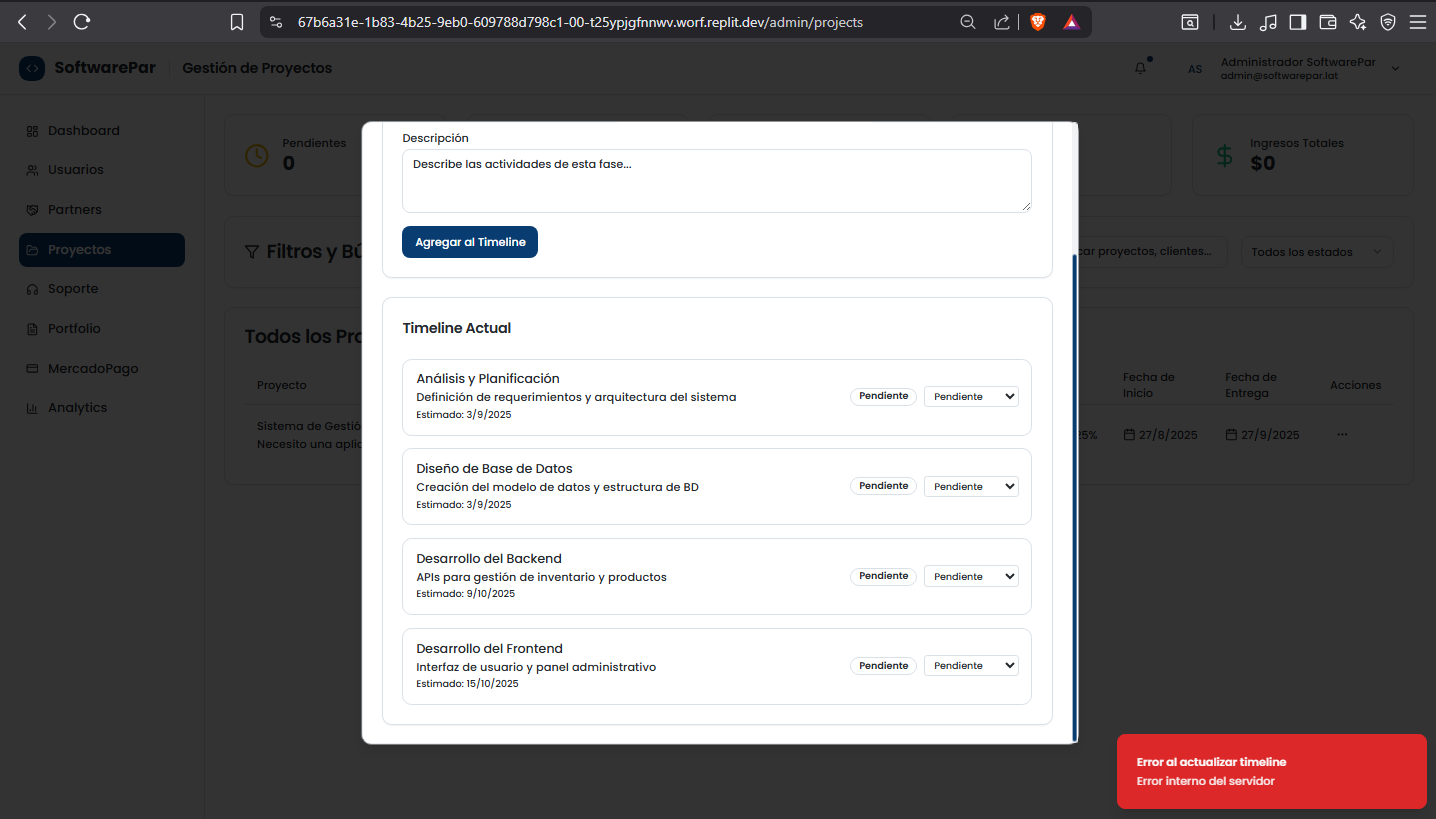 67b6a31e-1b83-4b25-9eb0-609788d798c1-00-t25ypjgfnnwv.worf.replit.dev/admin/projects
SoftwarePar
Gestión de Proyectos
AS
Administrador SoftwarePar
admin@softwarepar.lat
Dashboard
Usuarios
Partners
Proyectos
Soporte
Portfolio
MercadoPago
Analytics
Pendientes
0
Ingresos Totales
$0
Filtros y Bú
car proyectos, clientes...
Todos los estados
Todos los Pro
Proyecto
Fecha de
Inicio
Fecha de
Entrega
Acciones
Sistema de Gestió
Necesito una aplic
25%
27/8/2025
27/9/2025
...
Descripción
Describe las actividades de esta fase...
Agregar al Timeline
Timeline Actual
Análisis y Planificación
Definición de requerimientos y arquitectura del sistema
Estimado: 3/9/2025
Pendiente
Pendiente
Diseño de Base de Datos
Creación del modelo de datos y estructura de BD
Estimado: 3/9/2025
Pendiente
Pendiente
Desarrollo del Backend
APIs para gestión de inventario y productos
Estimado: 9/10/2025
Pendiente
Pendiente
Desarrollo del Frontend
Interfaz de usuario y panel administrativo
Estimado: 15/10/2025
Pendiente
Pendiente
Error al actualizar timeline
Error interno del servidor